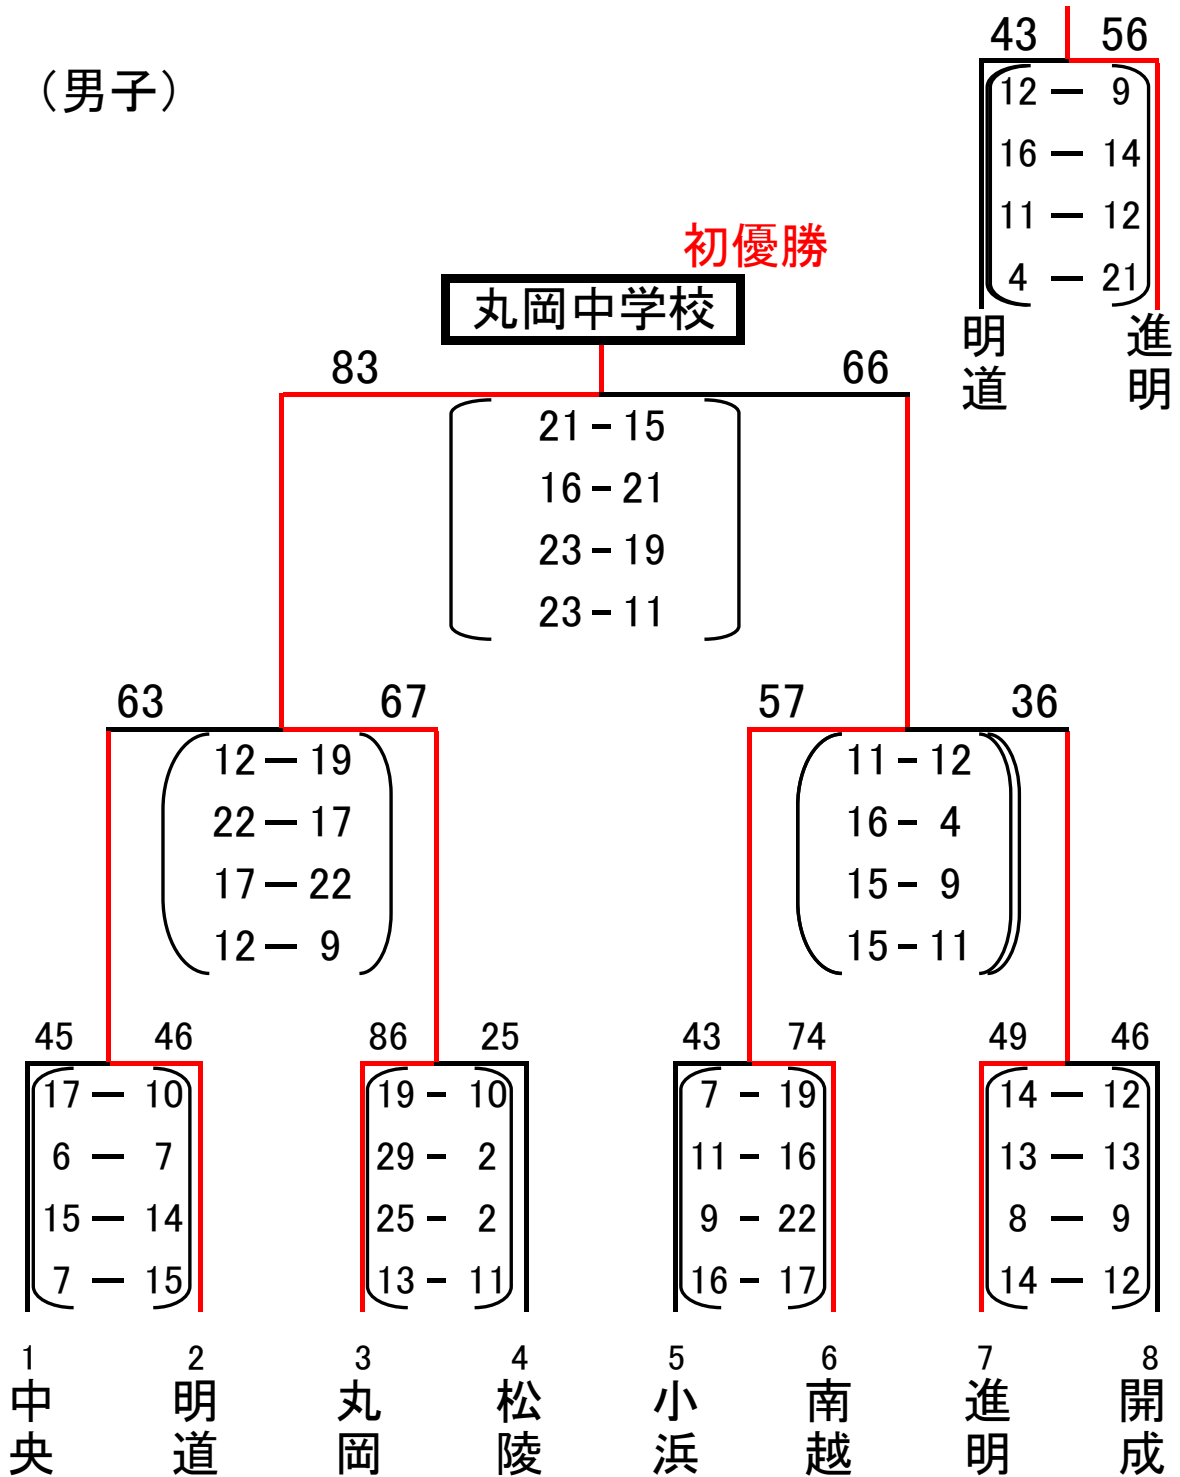 （男子）
43 56
12 ― 9
16 ― 14
11 ― 12
4 ― 21
明道 進明
初優勝
丸岡中学校
83 66
21 － 15
16 － 21
23 － 19
23 － 11
63 67
12 ― 19
22 ― 17
17 ― 22
12 ― 9
57 36
11 － 12
16 － 4
15 － 9
15 － 11
45 46
17 ― 10
6 ― 7
15 ― 14
7 ― 15
86 25
19 － 10
29 － 2
25 － 2
13 － 11
43 74
7 － 19
11 － 16
9 － 22
16 － 17
49 46
14 ― 12
13 ― 13
8 ― 9
14 ― 12
1 2 3 4 5 6 7 8
中央 明道 丸岡 松陵 小浜 南越 進明 開成